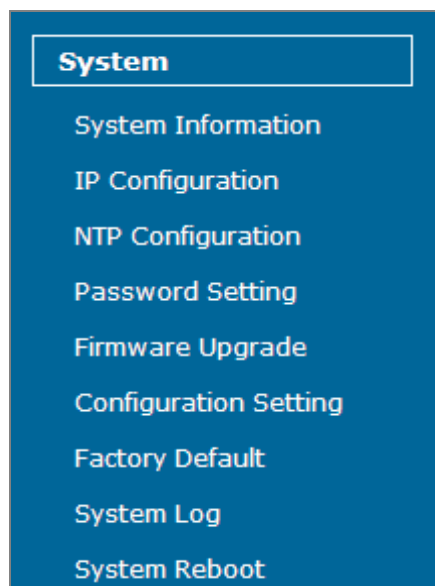 System
System Information
IP Configuration
NTP Configuration
Password Setting
Firmware Upgrade
Configuration Setting
Factory Default
System Log
System Reboot